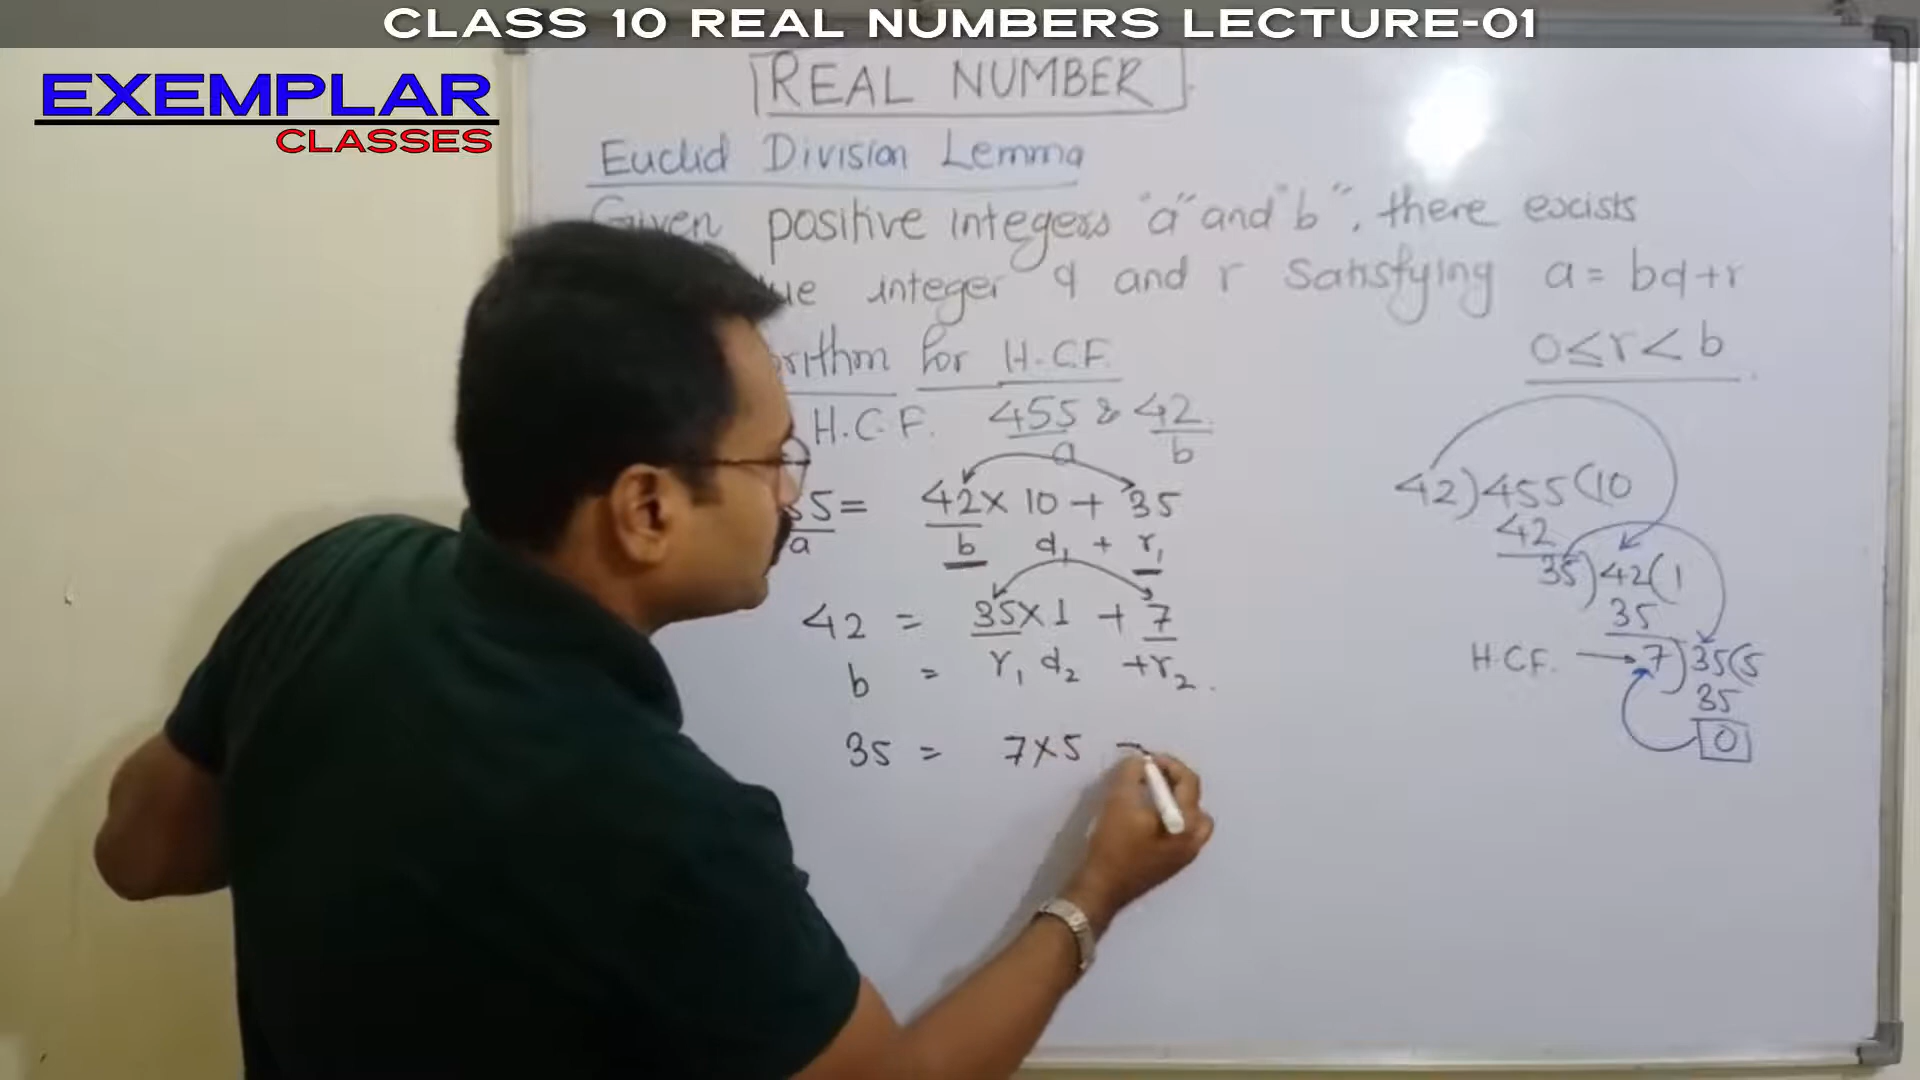 CLASS 10 REAL NUMBERS LECTURE-01
EXEMPLAR
CLASSES
REAL NUMBER
Euclid Division Lemma
Given positive integers "a" and "b", there exists
integer q and r satisfying a = bq+r
for H.C.F.
0≤r<b
H.C.F. 455 & 42
a b
= 42 × 10 + 35
a b d₁ + r₁
42 = 35×1 + 7
b = r₁ d₂ +r₂.
35 = 7×5
42)455(10
42
35)42(1
35
H.C.F. → 7)35(5
35
0